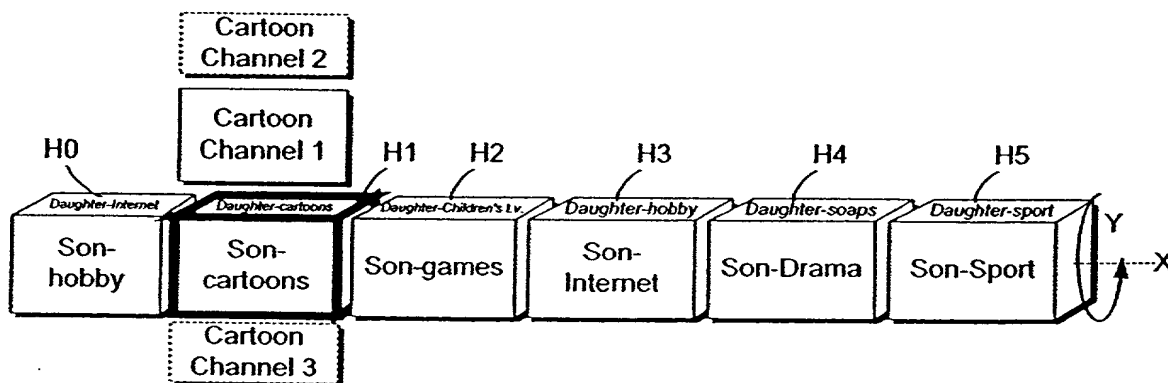 Cartoon
Channel 2
Cartoon
Channel 1
H0
H1
H2
H3
H4
H5
Daughter-Internet
Daughter-cartoons
Daughter-Children's t.v.
Daughter-hobby
Daughter-soaps
Daughter-sport
Y
Son-
hobby
Son-
cartoons
Son-games
Son-
Internet
Son-Drama
Son-Sport
X
Cartoon
Channel 3